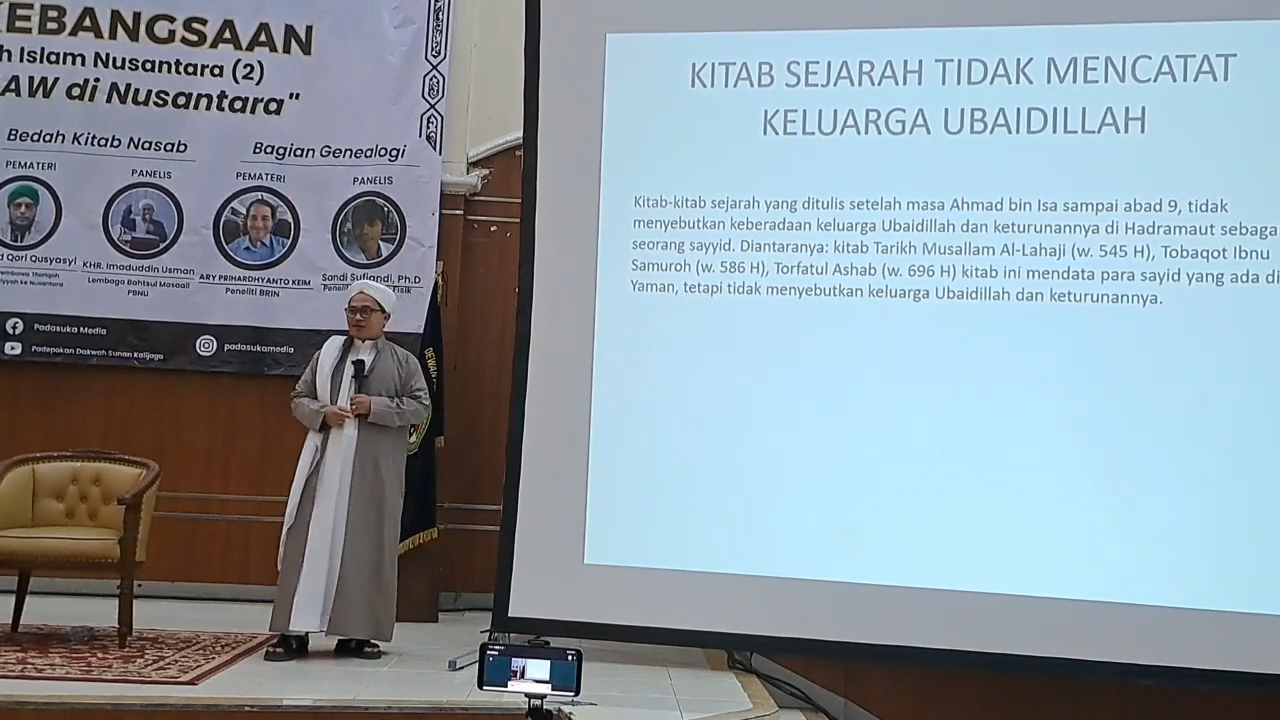 KEBANGSAAN
h Islam Nusantara (2)
AW di Nusantara"
Bedah Kitab Nasab
Bagian Genealogi
PEMATERI
PANELIS
PEMATERI
PANELIS
Qori Qusyasyi
KHR. Imaduddin Usman
Lembaga Bahtsul Masaail
PBNU
ARY PRIHARDHYANTO KEIM
Peneliti BRIN
Sandi Sufiandi, Ph.D
Padasuka Media
Padepokan Dakwah Sunan Kalijaga
padasukamedia
DEWAN
KITAB SEJARAH TIDAK MENCATAT
KELUARGA UBAIDILLAH
Kitab-kitab sejarah yang ditulis setelah masa Ahmad bin Isa sampai abad 9, tidak
menyebutkan keberadaan keluarga Ubaidillah dan keturunannya di Hadramaut sebaga
seorang sayyid. Diantaranya: kitab Tarikh Musallam Al-Lahaji (w. 545 H), Tobaqot Ibnu
Samuroh (w. 586 H), Torfatul Ashab (w. 696 H) kitab ini mendata para sayid yang ada di
Yaman, tetapi tidak menyebutkan keluarga Ubaidillah dan keturunannya.